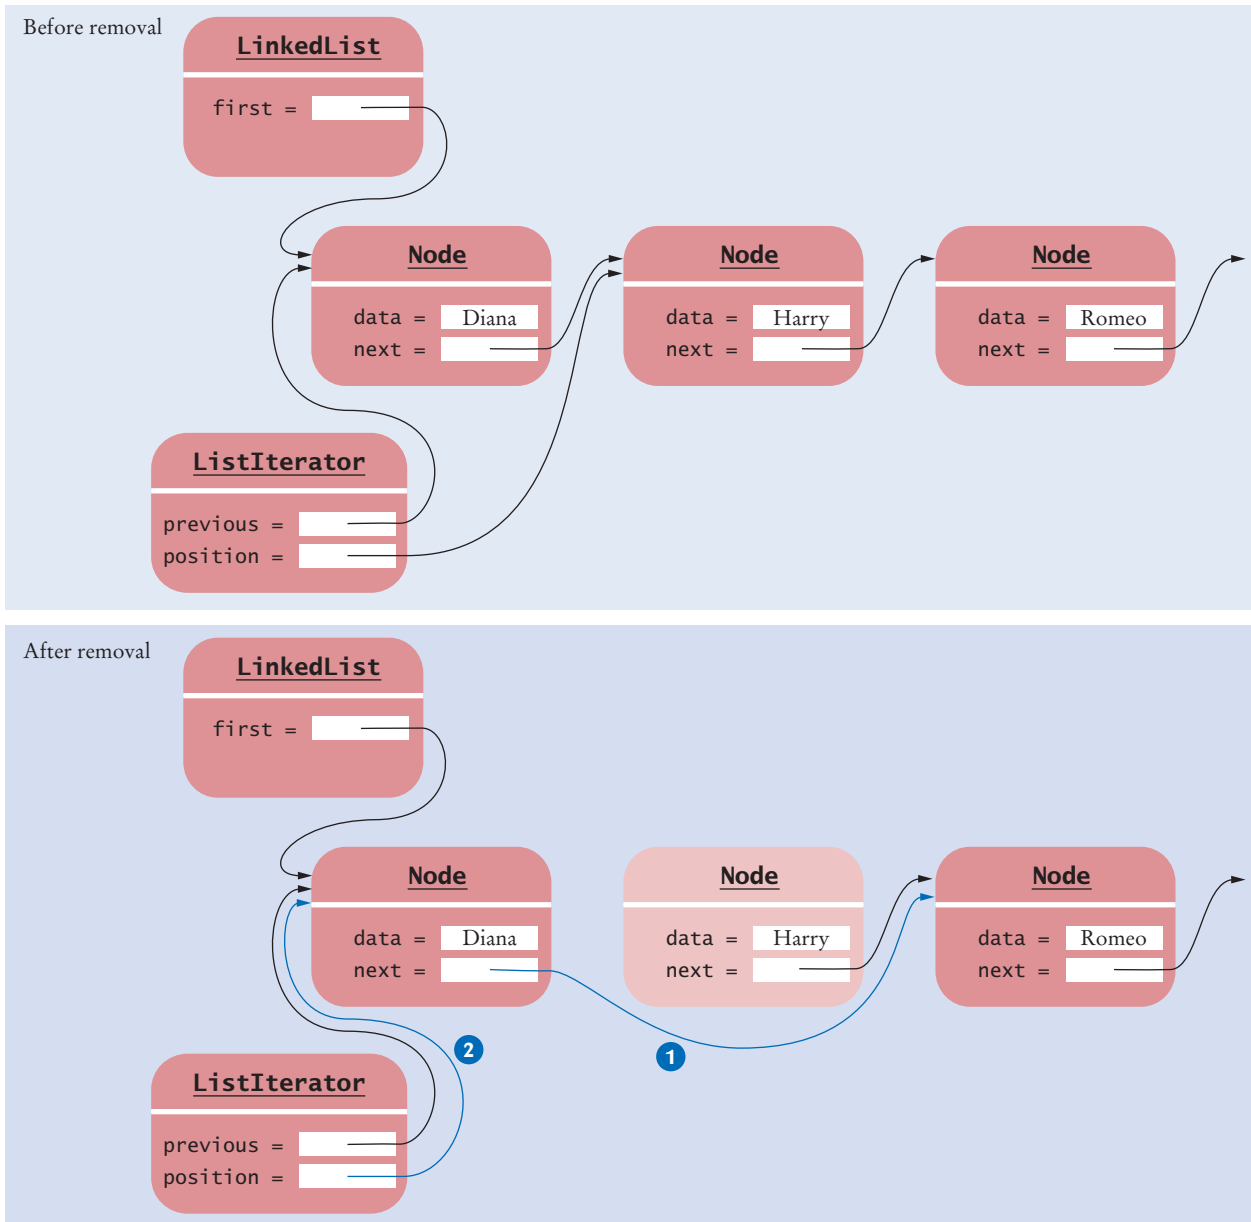 Before removal
LinkedList
first =
Node
Node
Node
data = Diana
data = Harry
data = Romeo
next =
next =
next =
ListIterator
previous =
position =
After removal
LinkedList
first =
Node
Node
Node
data = Diana
data = Harry
data = Romeo
next =
next =
next =
2
1
ListIterator
previous =
position =